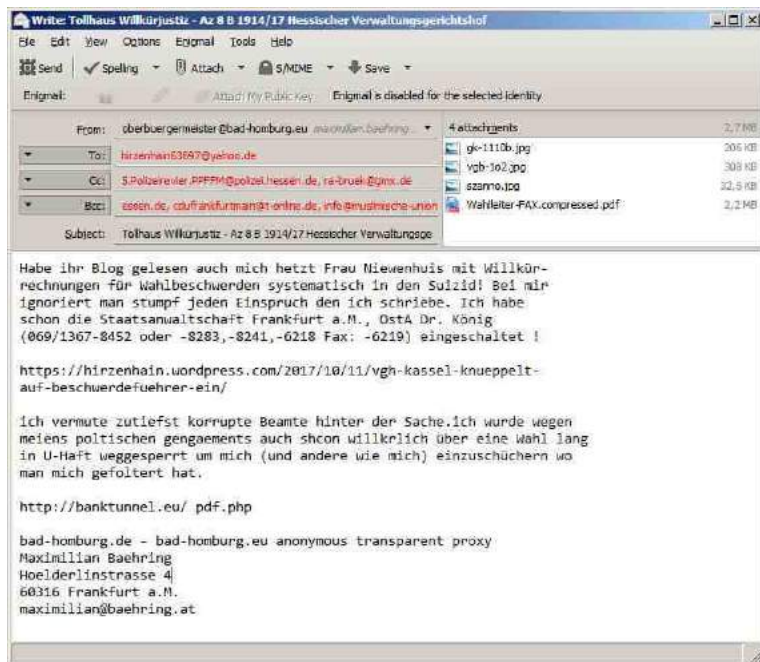 Write: Tollhaus Willkürjustiz - Az 8 B 1914/17 Hessischer Verwaltungsgerichtshof
File Edit View Options Enigmail Tools Help
Send Spelling Attach S/MIME Save
Enigmail: Attach My Public Key Enigmail is disabled for the selected identity
From: oberbuergermeister@bad-homburg.eu
To: hirzenhain63697@yahoo.de
Cc: 5.Polizeirevier.PPFFM@polizei.hessen.de, ra-bruek@gmx.de
Bcc: essen.de, cdufrankfurtmain@t-online.de, info@muslimische-union
Subject: Tollhaus Willkürjustiz - Az 8 B 1914/17 Hessischer Verwaltungsge
4 attachments 2,7 MB
gk-1110b.jpg 206 KB
vgb-1o2.jpg 308 KB
szanno.jpg 32,5 KB
Wahlleiter-FAX.compressed.pdf 2,2 MB
Habe ihr Blog gelesen auch mich hetzt Frau Niewenhuis mit Willkür-
rechnungen für Wahlbeschwerden systematisch in den Suizid! Bei mir
ignoriert man stumpf jeden Einspruch den ich schriebe. Ich habe
schon die Staatsanwaltschaft Frankfurt a.M., OStA Dr. König
(069/1367-8452 oder -8283,-8241,-6218 Fax: -6219) eingeschaltet !
https://hirzenhain.wordpress.com/2017/10/11/vgh-kassel-knueppelt-
auf-beschwerdefuehrer-ein/
ich vermute zutiefst korrupte Beamte hinter der Sache.ich wurde wegen
meiens poltischen gengaements auch shcon willkrlich über eine Wahl lang
in U-Haft weggesperrt um mich (und andere wie mich) einzuschüchern wo
man mich gefoltert hat.
http://banktunnel.eu/ pdf.php
bad-homburg.de - bad-homburg.eu anonymous transparent proxy
Maximilian Baehring
Hoelderlinstrasse 4
60316 Frankfurt a.M.
maximilian@baehring.at